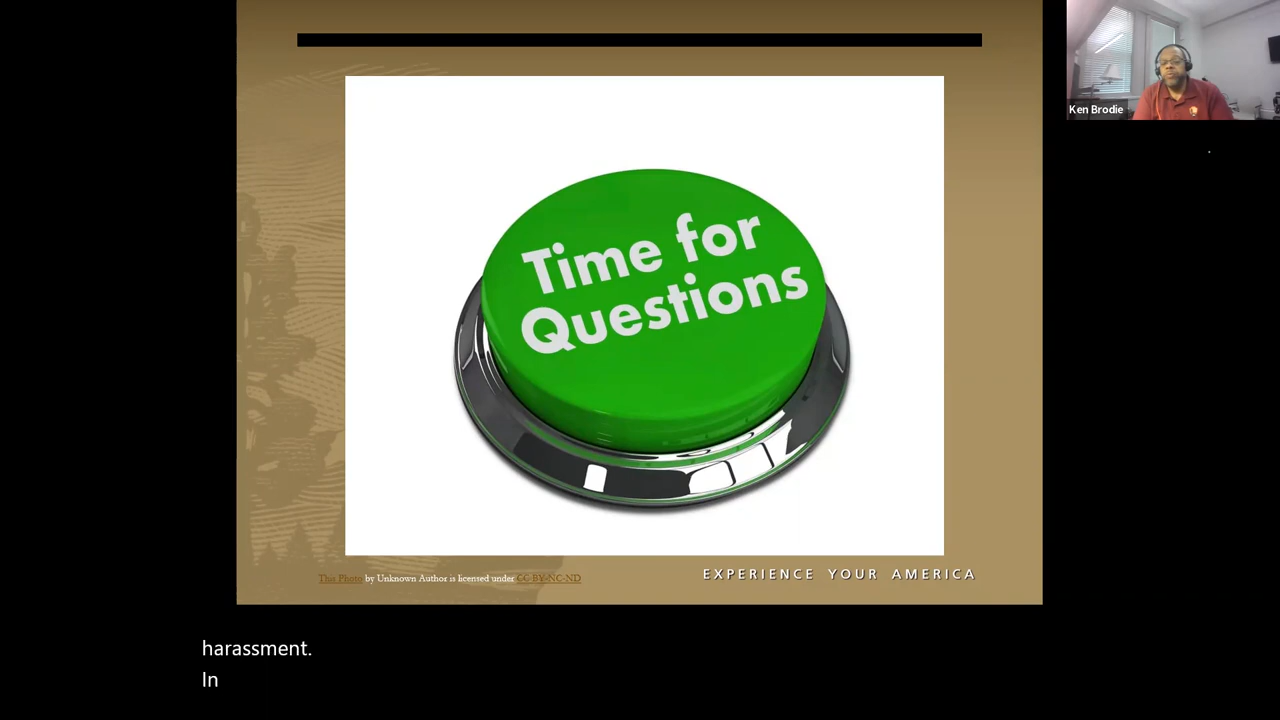 Time for
Questions
Ken Brodie
This Photo by Unknown Author is licensed under CC BY-NC-ND
EXPERIENCE YOUR AMERICA
harassment.
In